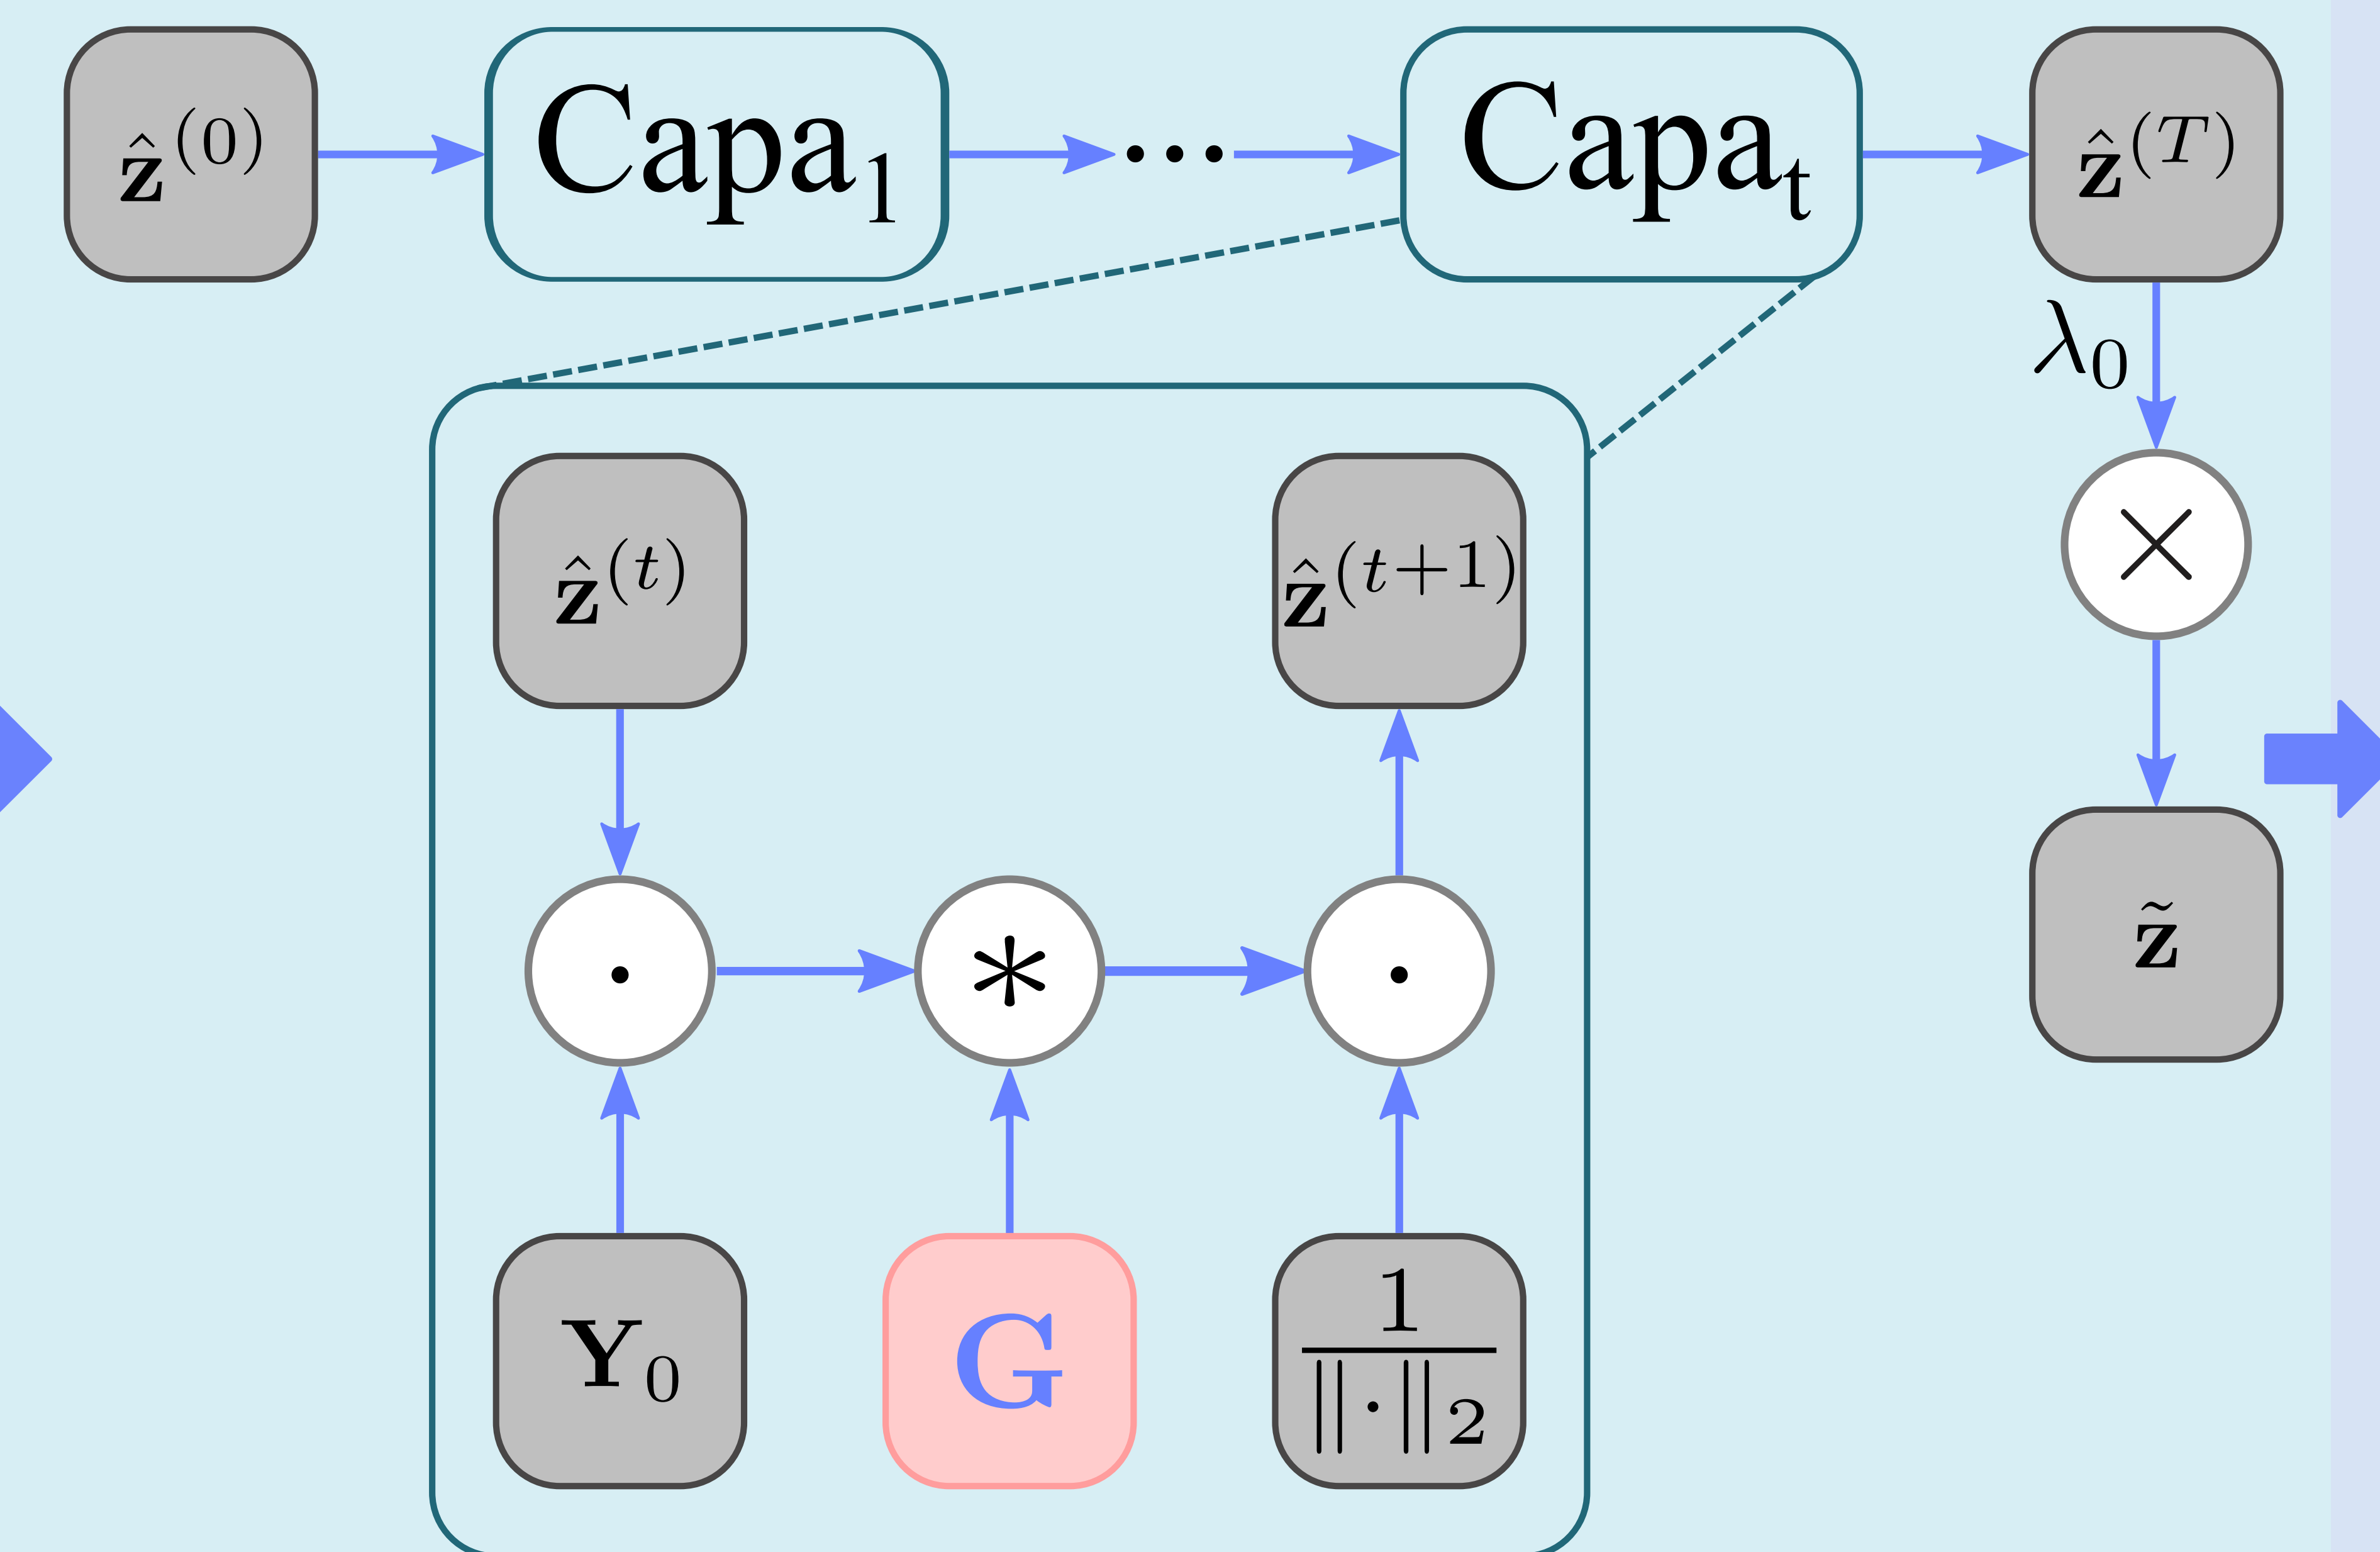 ẑ⁽⁰⁾ Capa₁ ••• Capaₜ ẑ⁽ᵀ⁾
λ₀
×
ẑ⁽ᵗ⁾ ẑ⁽ᵗ⁺¹⁾
· * ·
z̃
Y₀ G 1/‖·‖₂